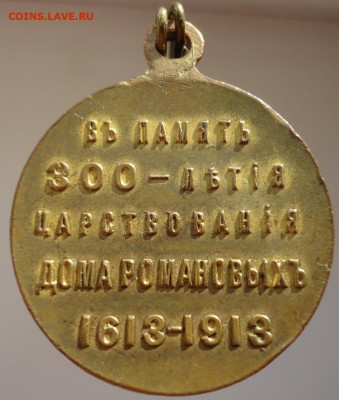 COINS.LAVE.RU
ВЪ ПАМЯТЬ
300-ЛѢТІЯ
ЦАРСТВОВАНІЯ
ДОМА РОМАНОВЫХЪ
1613-1913